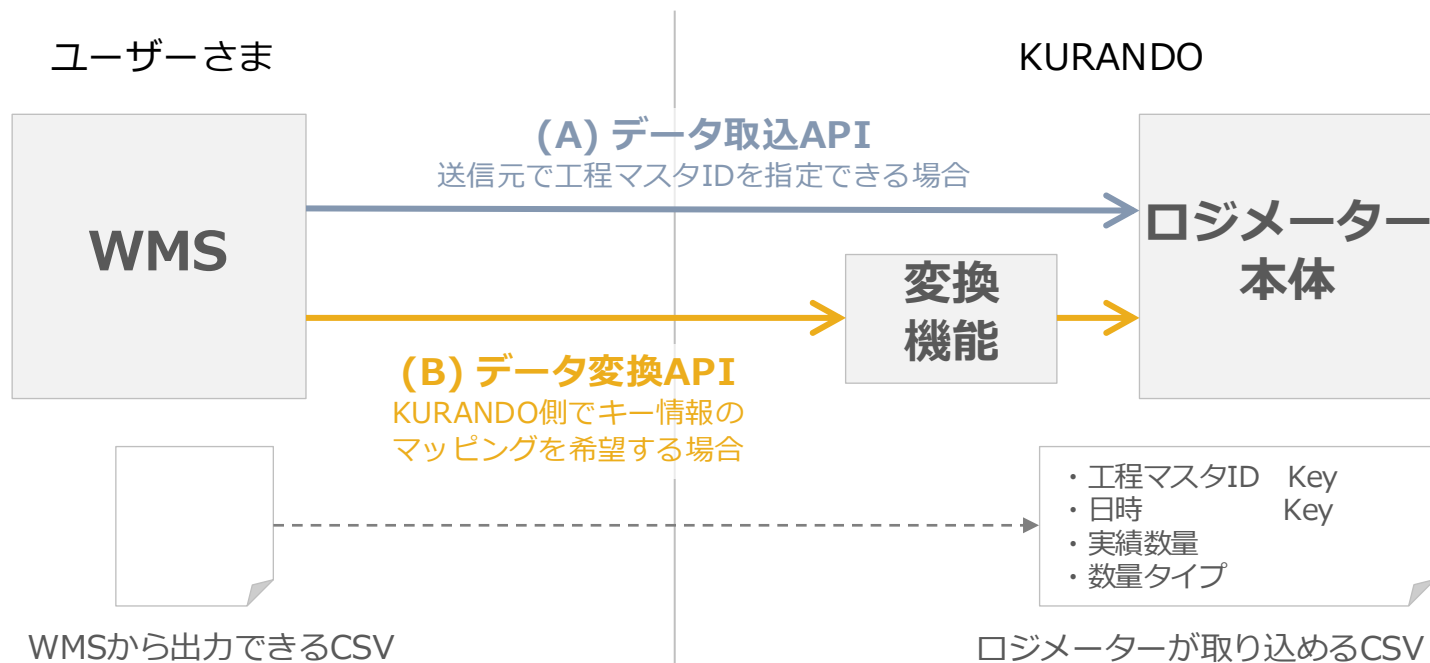 ユーザーさま
KURANDO
(A) データ取込API
送信元で工程マスタIDを指定できる場合
WMS
ロジメーター
本体
変換
機能
(B) データ変換API
KURANDO側でキー情報の
マッピングを希望する場合
・工程マスタID Key
・日時 Key
・実績数量
・数量タイプ
WMSから出力できるCSV
ロジメーターが取り込めるCSV